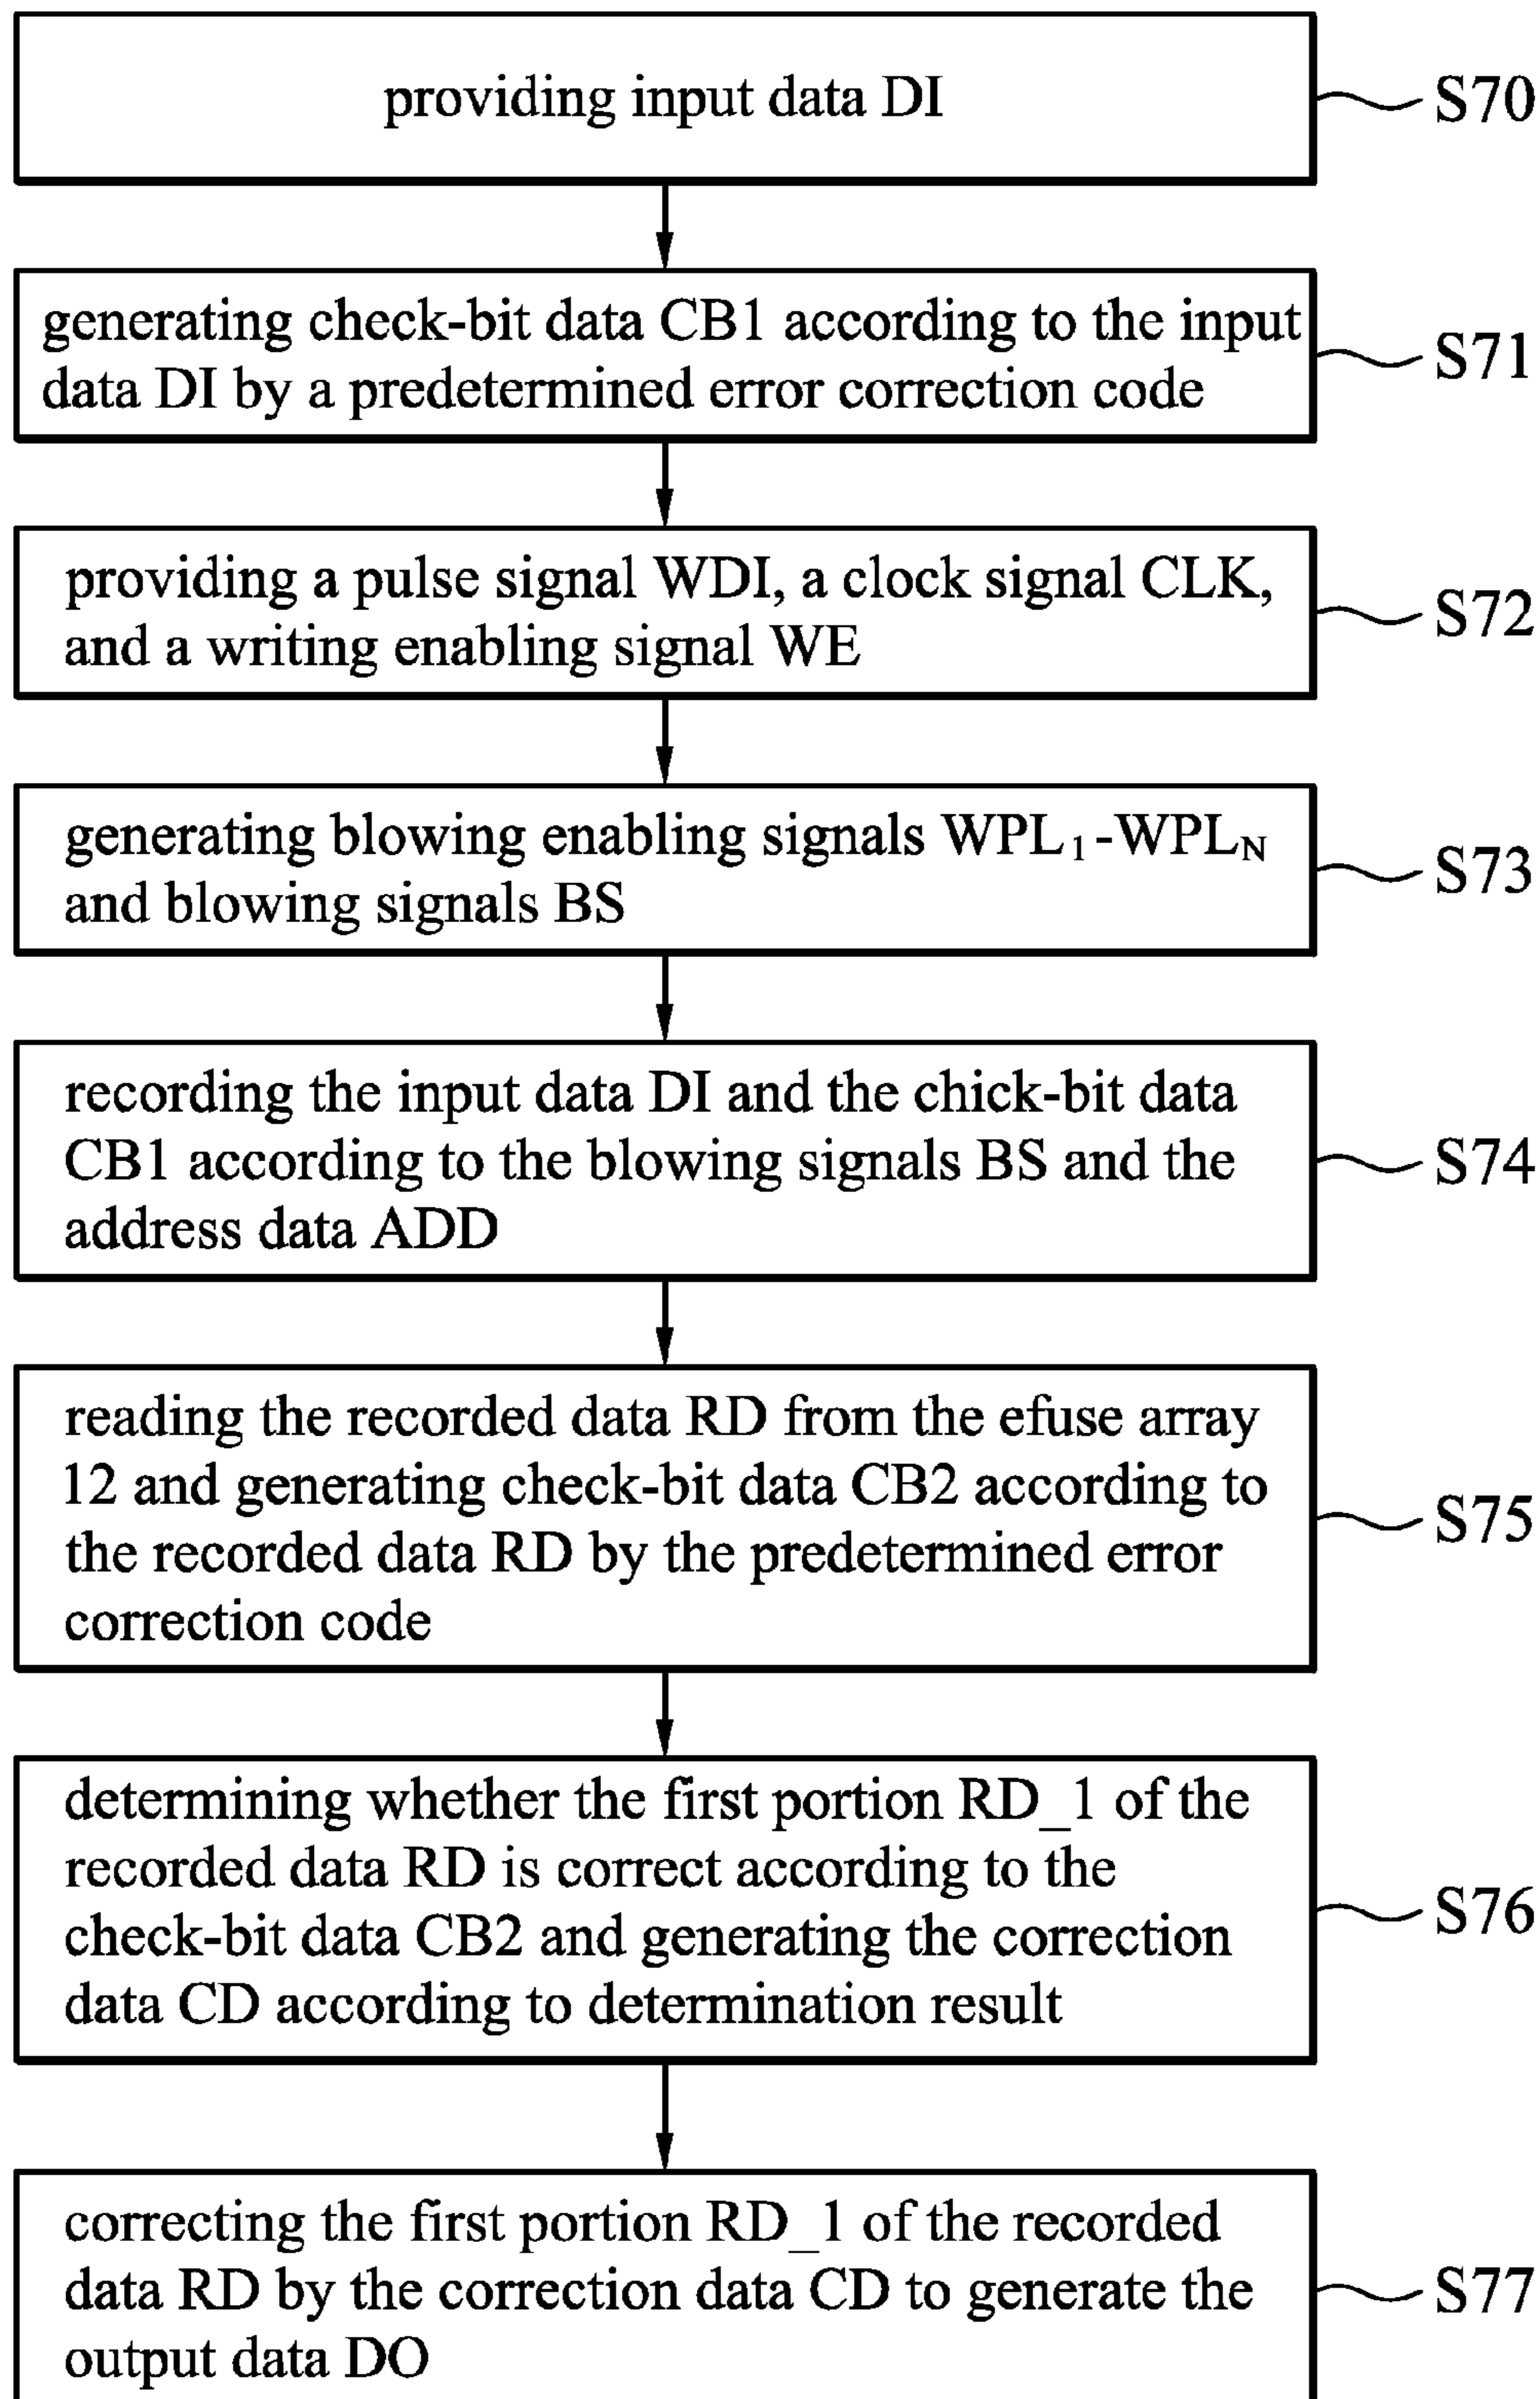 providing input data DI
S70
generating check-bit data CB1 according to the input
data DI by a predetermined error correction code
S71
providing a pulse signal WDI, a clock signal CLK,
and a writing enabling signal WE
S72
generating blowing enabling signals WPL₁-WPL_N
and blowing signals BS
S73
recording the input data DI and the chick-bit data
CB1 according to the blowing signals BS and the
address data ADD
S74
reading the recorded data RD from the efuse array
12 and generating check-bit data CB2 according to
the recorded data RD by the predetermined error
correction code
S75
determining whether the first portion RD_1 of the
recorded data RD is correct according to the
check-bit data CB2 and generating the correction
data CD according to determination result
S76
correcting the first portion RD_1 of the recorded
data RD by the correction data CD to generate the
output data DO
S77